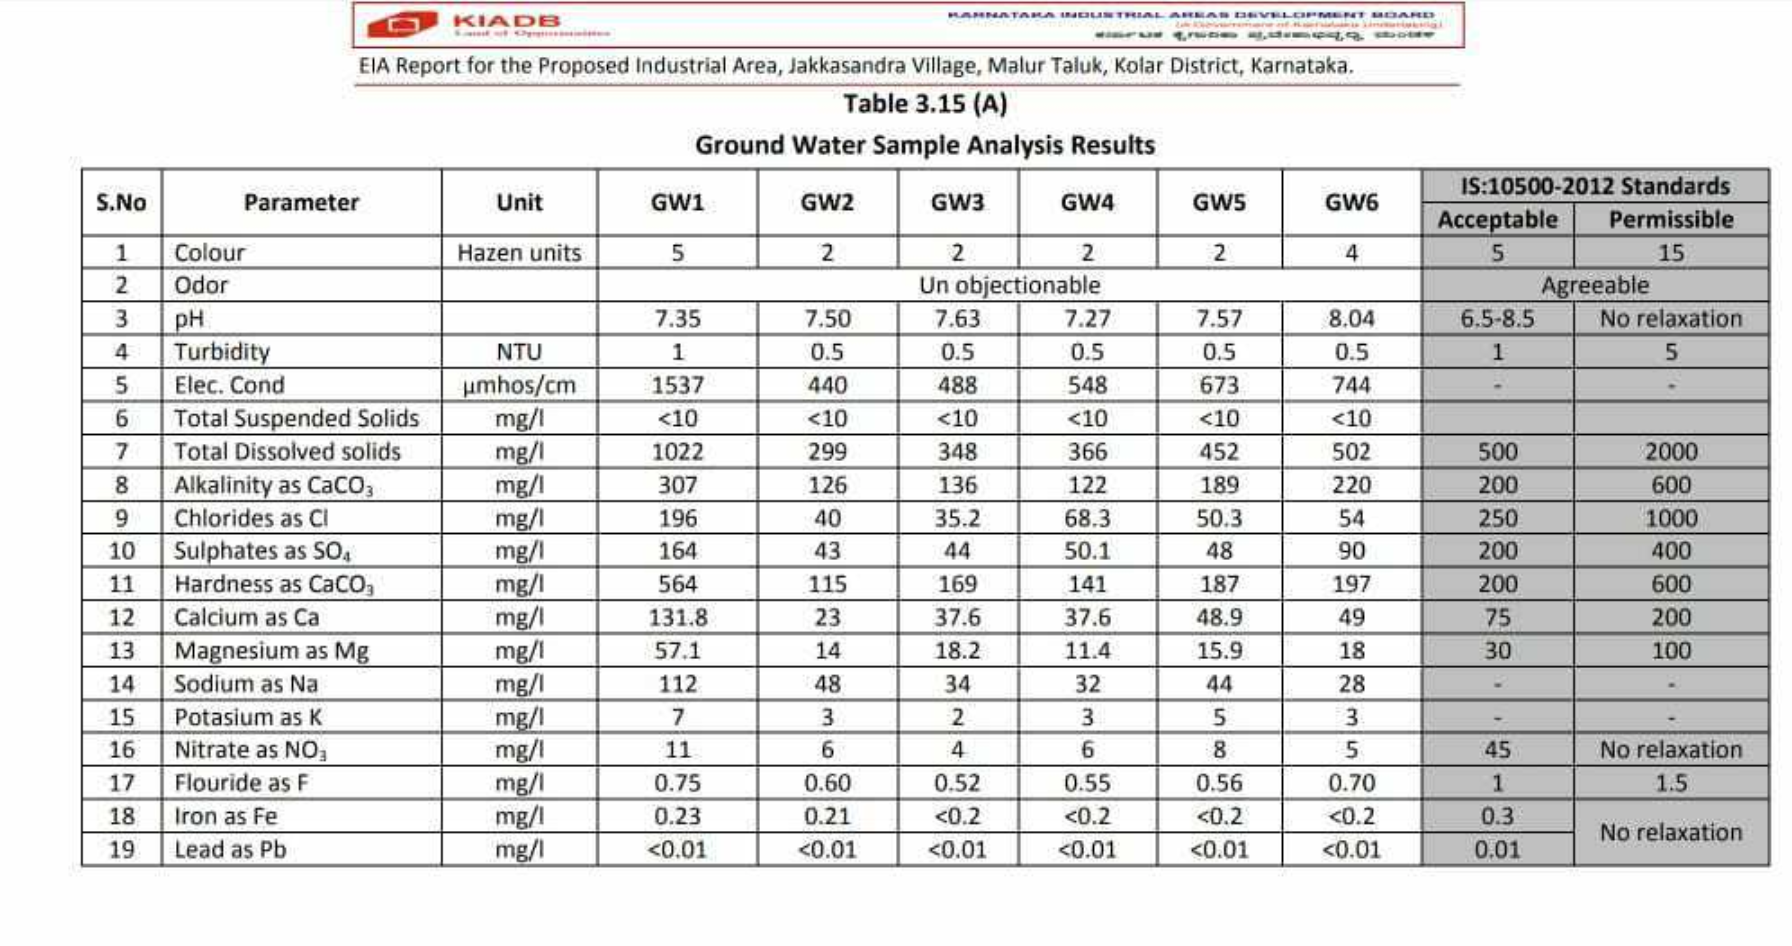 KIADB
Land of Opportunities
KARNATAKA INDUSTRIAL AREAS DEVELOPMENT BOARD
(A Government of Karnataka Undertaking)
EIA Report for the Proposed Industrial Area, Jakkasandra Village, Malur Taluk, Kolar District, Karnataka.
Table 3.15 (A)
Ground Water Sample Analysis Results
S.No Parameter Unit GW1 GW2 GW3 GW4 GW5 GW6 IS:10500-2012 Standards
Acceptable Permissible
1 Colour Hazen units 5 2 2 2 2 4 5 15
2 Odor Un objectionable Agreeable
3 pH 7.35 7.50 7.63 7.27 7.57 8.04 6.5-8.5 No relaxation
4 Turbidity NTU 1 0.5 0.5 0.5 0.5 0.5 1 5
5 Elec. Cond µmhos/cm 1537 440 488 548 673 744 - -
6 Total Suspended Solids mg/l <10 <10 <10 <10 <10 <10
7 Total Dissolved solids mg/l 1022 299 348 366 452 502 500 2000
8 Alkalinity as CaCO₃ mg/l 307 126 136 122 189 220 200 600
9 Chlorides as Cl mg/l 196 40 35.2 68.3 50.3 54 250 1000
10 Sulphates as SO₄ mg/l 164 43 44 50.1 48 90 200 400
11 Hardness as CaCO₃ mg/l 564 115 169 141 187 197 200 600
12 Calcium as Ca mg/l 131.8 23 37.6 37.6 48.9 49 75 200
13 Magnesium as Mg mg/l 57.1 14 18.2 11.4 15.9 18 30 100
14 Sodium as Na mg/l 112 48 34 32 44 28 - -
15 Potasium as K mg/l 7 3 2 3 5 3 - -
16 Nitrate as NO₃ mg/l 11 6 4 6 8 5 45 No relaxation
17 Flouride as F mg/l 0.75 0.60 0.52 0.55 0.56 0.70 1 1.5
18 Iron as Fe mg/l 0.23 0.21 <0.2 <0.2 <0.2 <0.2 0.3 No relaxation
19 Lead as Pb mg/l <0.01 <0.01 <0.01 <0.01 <0.01 <0.01 0.01